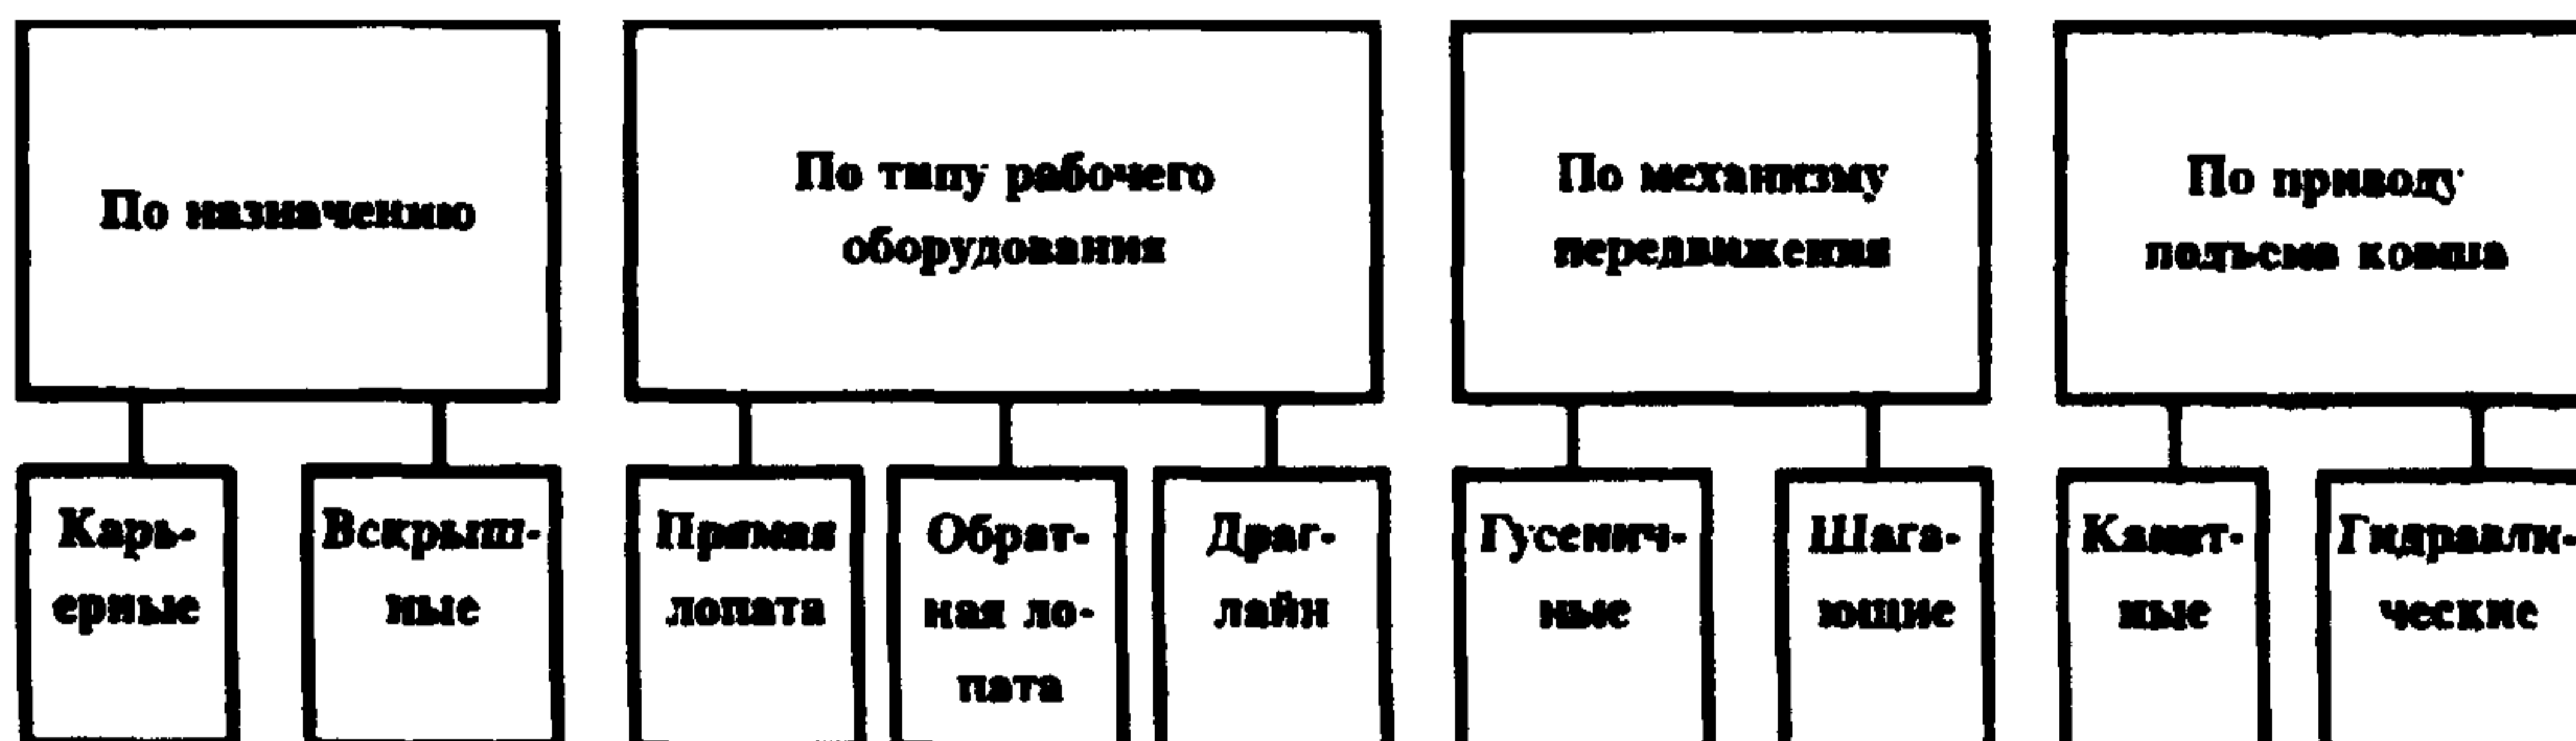 По назначению
По типу рабочего
оборудования
По механизму
передвижения
По приводу
подъема ковша
Карь-
ерные
Вскрыш-
ные
Прямая
лопата
Обрат-
ная ло-
пата
Драг-
лайн
Гусенич-
ные
Шага-
ющие
Канат-
ные
Гидравли-
ческие